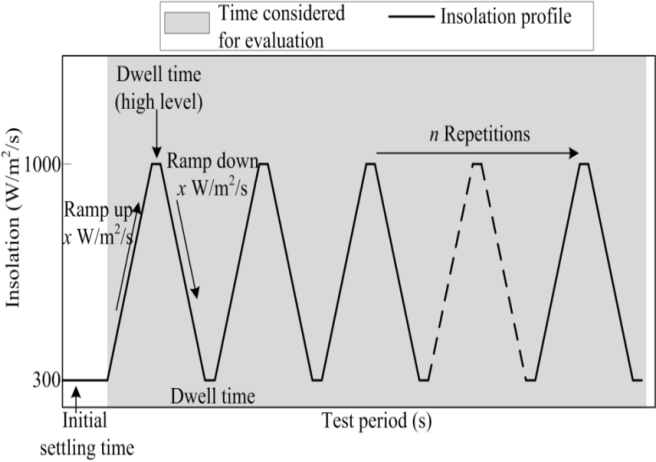 Time considered
for evaluation
Insolation profile
Dwell time
(high level)
n Repetitions
1000
Ramp down
x W/m²/s
Ramp up
x W/m²/s
Insolation (W/m²/s)
300
Dwell time
Initial
settling time
Test period (s)